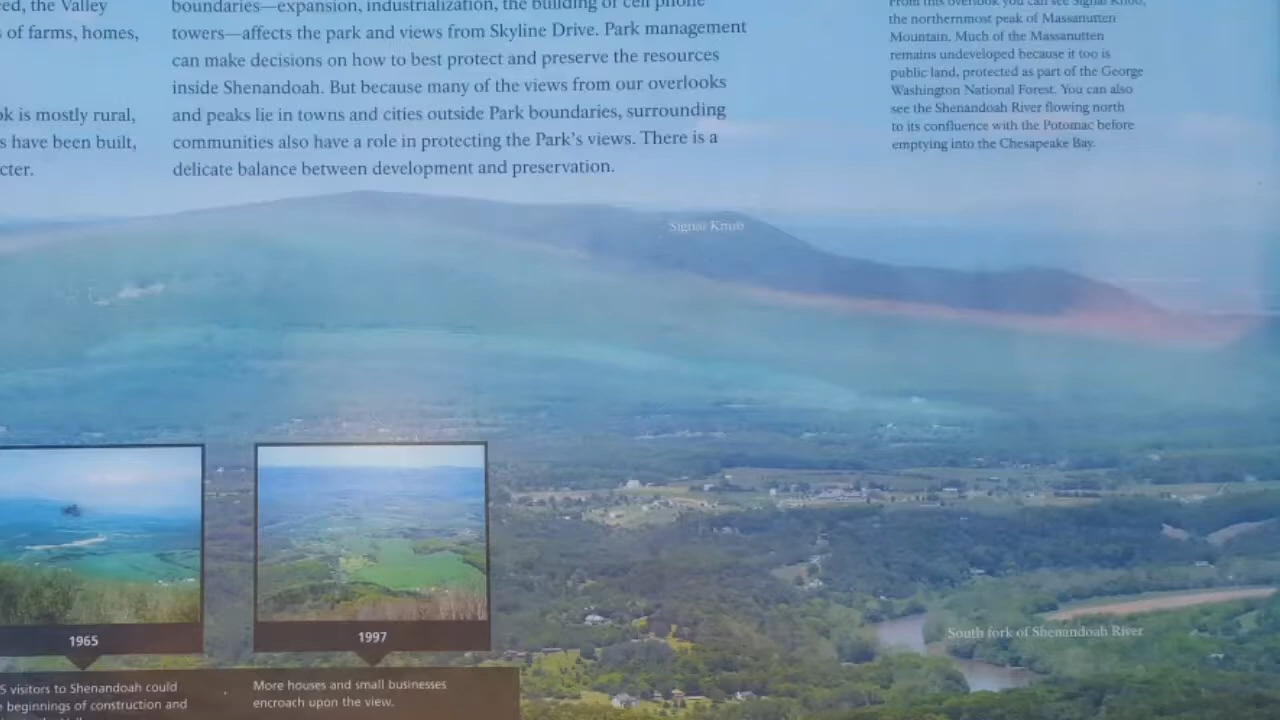 ed, the Valley
of farms, homes,
ok is mostly rural,
s have been built,
cter.
boundaries—expansion, industrialization, the building of cell phone
towers—affects the park and views from Skyline Drive. Park management
can make decisions on how to best protect and preserve the resources
inside Shenandoah. But because many of the views from our overlooks
and peaks lie in towns and cities outside Park boundaries, surrounding
communities also have a role in protecting the Park's views. There is a
delicate balance between development and preservation.
From this overlook you can see Signal Knob,
the northernmost peak of Massanutten
Mountain. Much of the Massanutten
remains undeveloped because it too is
public land, protected as part of the George
Washington National Forest. You can also
see the Shenandoah River flowing north
to its confluence with the Potomac before
emptying into the Chesapeake Bay.
Signal Knob
South fork of Shenandoah River
1965
5 visitors to Shenandoah could
beginnings of construction and
1997
More houses and small businesses
encroach upon the view.